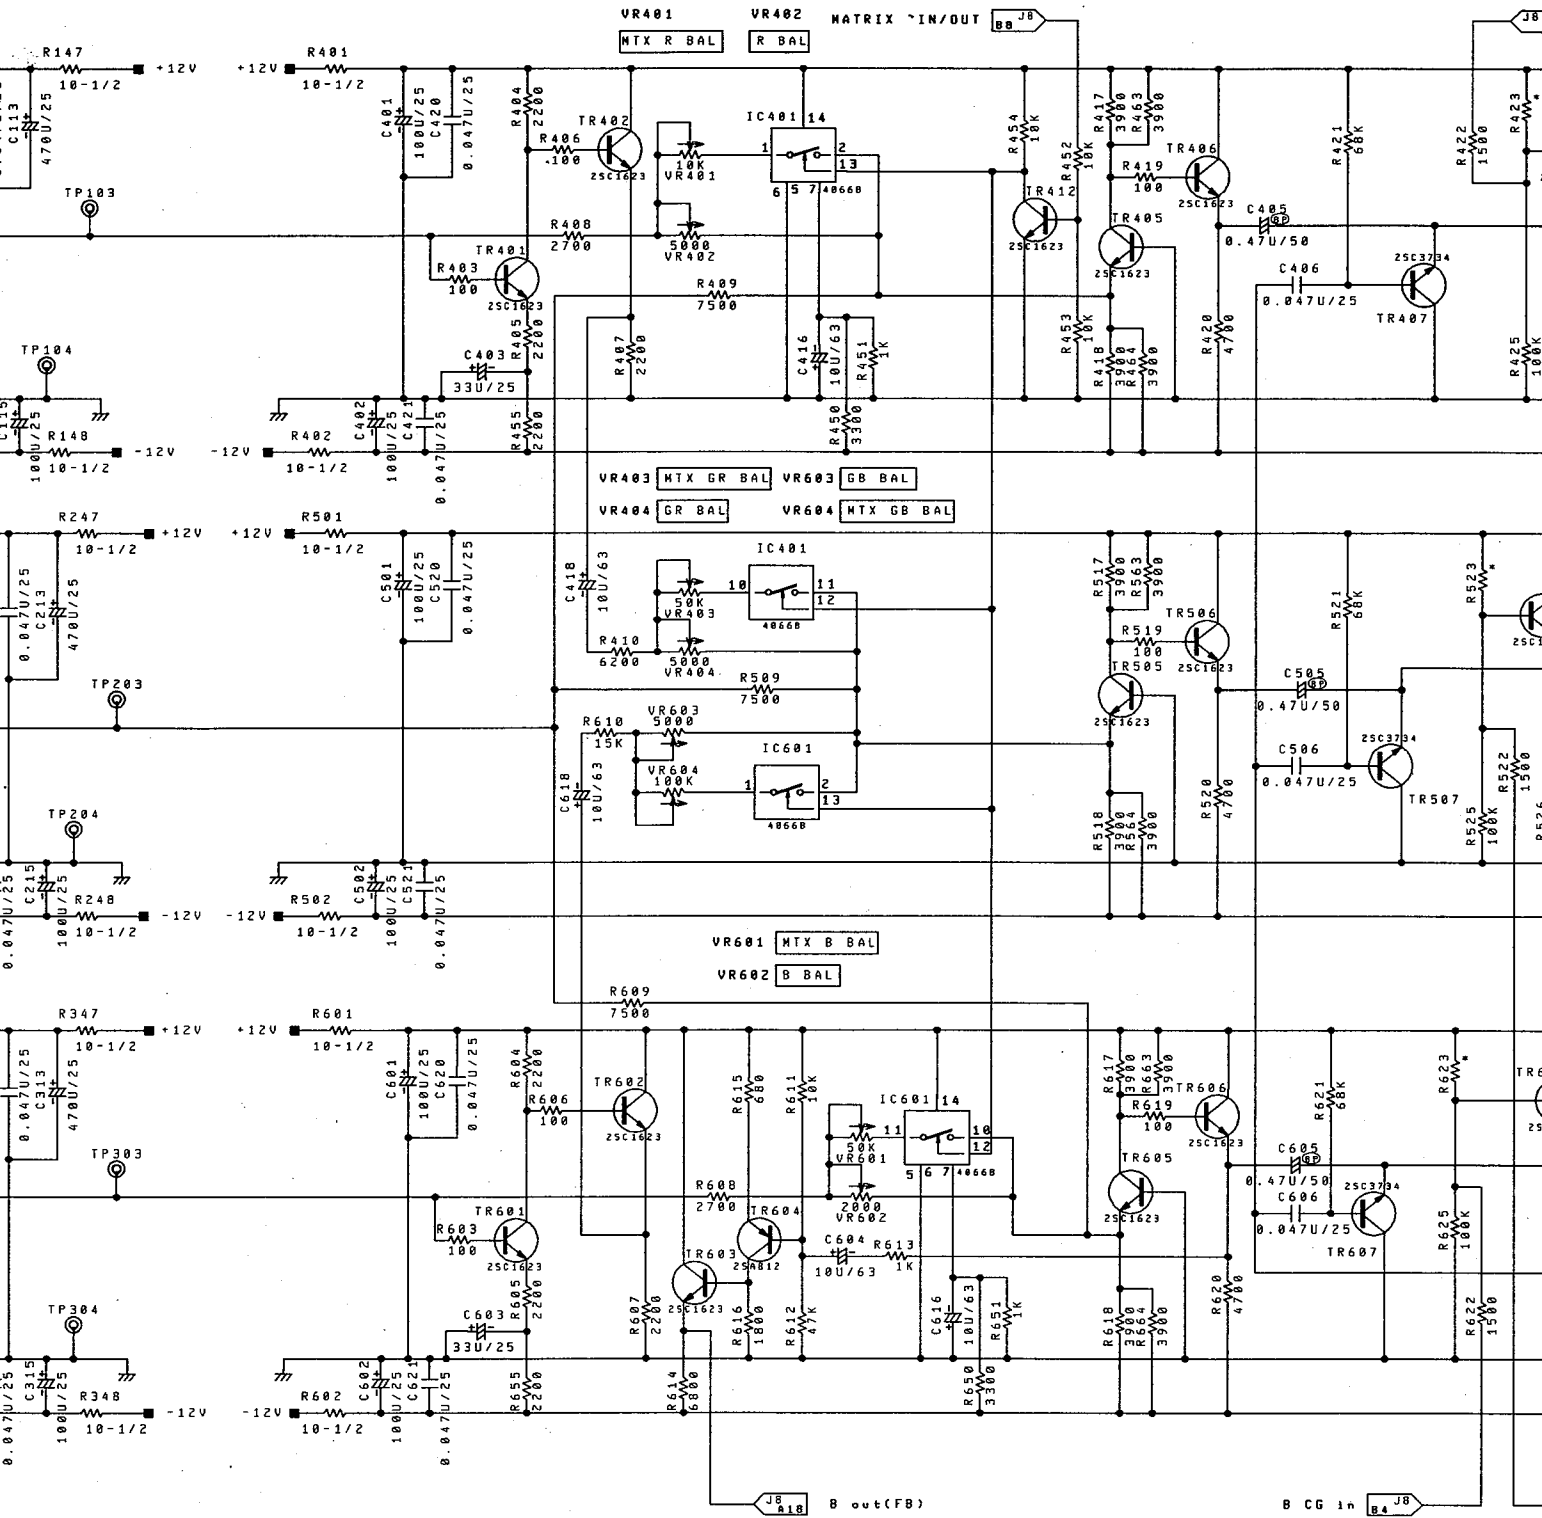 VR401 VR402 MATRIX ~IN/OUT B8 J8 J8
MTX R BAL R BAL
R147 +12V +12V R401
10-1/2 10-1/2
C113 470U/25
C401 100U/25 C420 0.047U/25
R404 2200
R406 100
TR402 2SC1623
10K VR401
IC401 14 1 2 13 6 5 7 4066B
R454 10K
R452 10K
R417 3900 R463 3900
TR406 2SC1623
R419 100
R421 68K
R422 1500
R423 *
TP103
R408 2700
5000 VR402
TR412 2SC1623
TR405 2SC1623
C405 BP 0.47U/50
TR401 2SC1623
R403 100
R409 7500
C406 0.047U/25
2SC3734 TR407
TP104
R405 2200
C403 33U/25
R407 2200
C416 10U/63
R451 1K
R453 10K
R418 3900 R464 3900
R420 4700
R425 100K
C115 100U/25
R148 10-1/2 -12V
-12V R402 10-1/2
C402 100U/25 C421 0.047U/25
R455 2200
R450 3300
VR403 MTX GR BAL VR603 GB BAL
VR404 GR BAL VR604 MTX GB BAL
R247 10-1/2 +12V
+12V R501 10-1/2
0.047U/25 C213 470U/25
C501 100U/25 C520 0.047U/25
C418 10U/63
50K VR403
IC401 10 11 12 4066B
R410 6200
5000 VR404
R517 3900 R563 3900
TR506 2SC1623
R519 100
TR505 2SC1623
R521 68K
R523 *
TP203
R509 7500
C505 BP 0.47U/50
R610 15K
VR603 5000
VR604 100K
IC601 1 2 13 4066B
C618 10U/63
C506 0.047U/25
2SC3734 TR507
R522 1500
TP204
R518 3900 R564 3900
R520 4700
R525 100K
R526
0.047U/25 C215 100U/25
R248 10-1/2 -12V
-12V R502 10-1/2
C502 100U/25 C521 0.047U/25
VR601 MTX B BAL
VR602 B BAL
R609 7500
R347 10-1/2 +12V
+12V R601 10-1/2
0.047U/25 C313 470U/25
C601 100U/25 C620 0.047U/25
R604 2200
R606 100
TR602 2SC1623
R615 680
R611 10K
IC601 14 11 10 12 5 6 7 4066B
50K VR601
R617 3900 R663 3900
TR606 2SC1623
R619 100
R621 68K
R623 *
TP303
R608 2700
2000 VR602
TR605 2SC1623
C605 BP 0.47U/50
2SC3734
C606 0.047U/25
TR607
R603 100
TR601 2SC1623
TR604 2SA812
TR603 2SC1623
C604 10U/63
R613 1K
R625 100K
TP304
R605 2200
C603 33U/25
R607 2200
R616 1800
R612 47K
C616 10U/63
R651 1K
R618 3900 R664 3900
R620 4700
R622 1500
0.047U/25 C315 100U/25
R348 10-1/2 -12V
-12V R602 10-1/2
C602 100U/25 C621 0.047U/25
R655 2200
R614 6800
R650 3300
J8 A18 B out(FB)
B CG in B4 J8